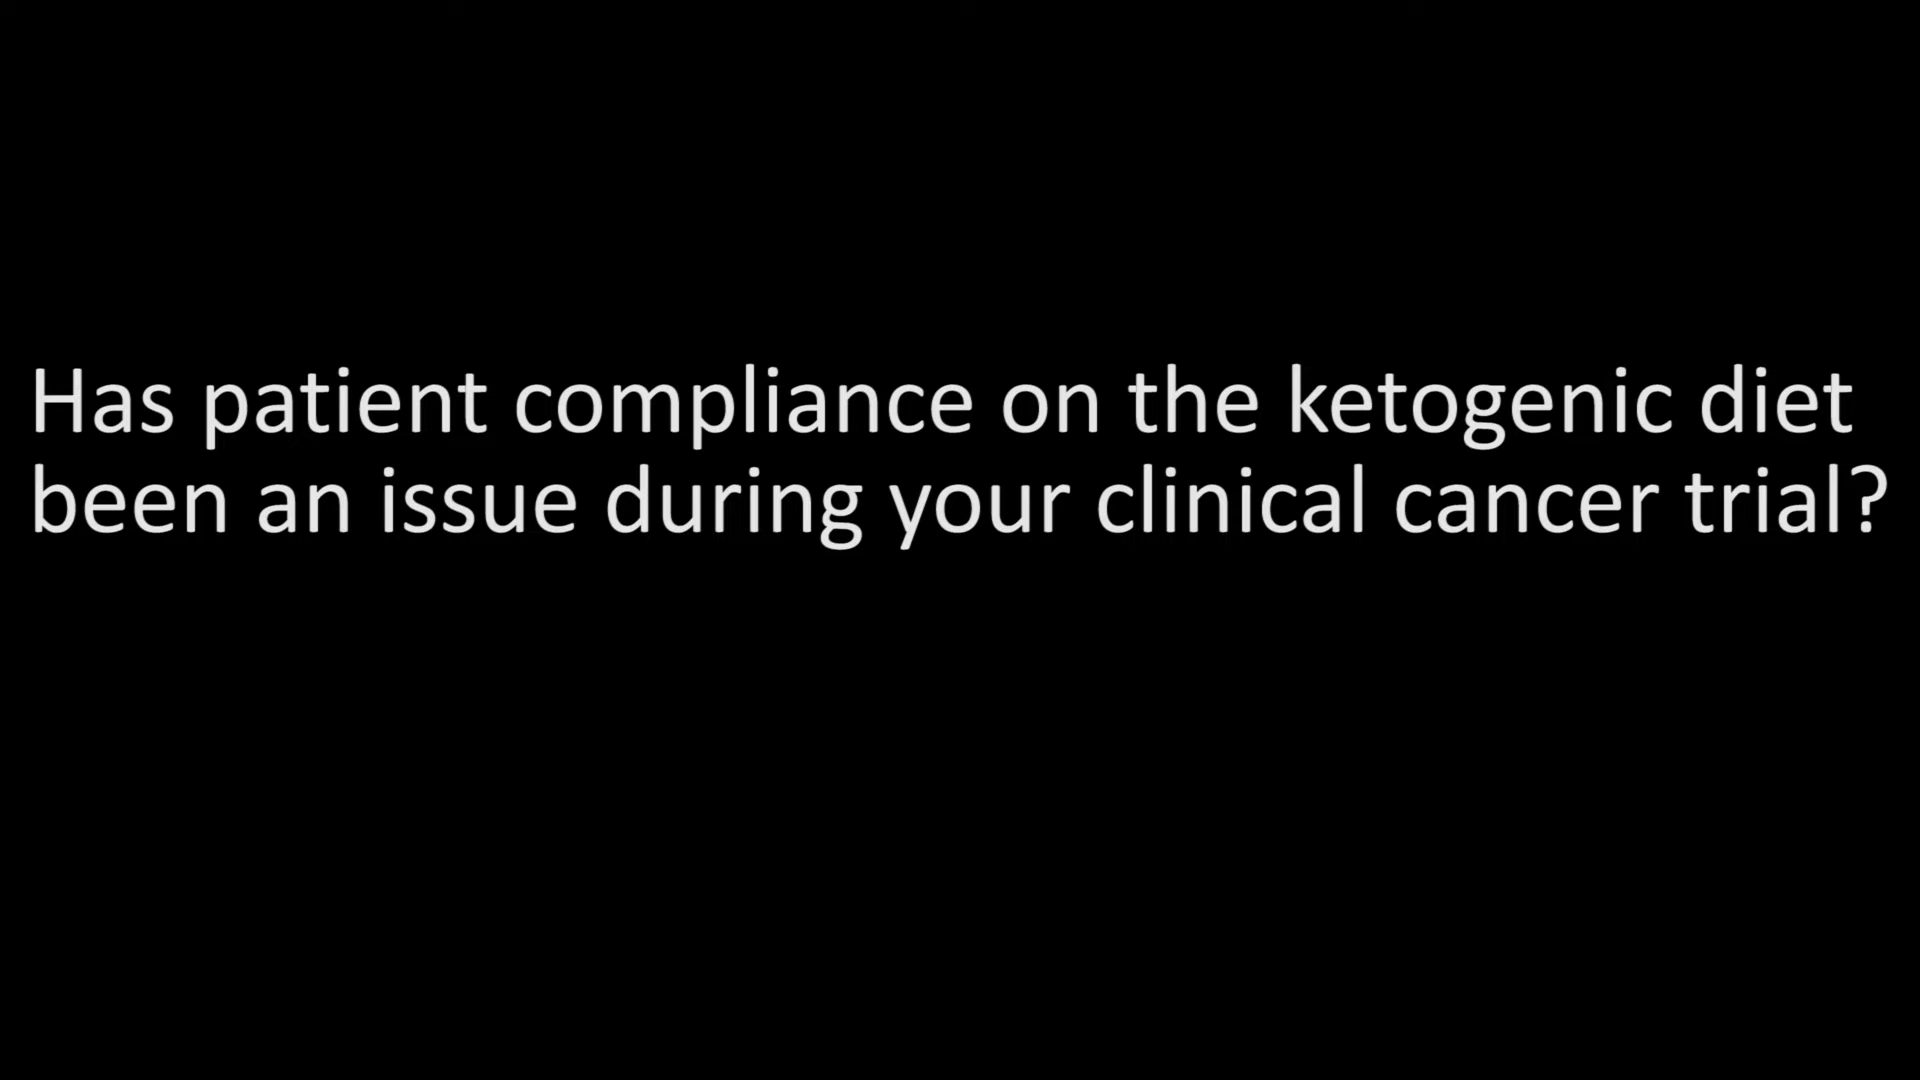 Has patient compliance on the ketogenic diet
been an issue during your clinical cancer trial?